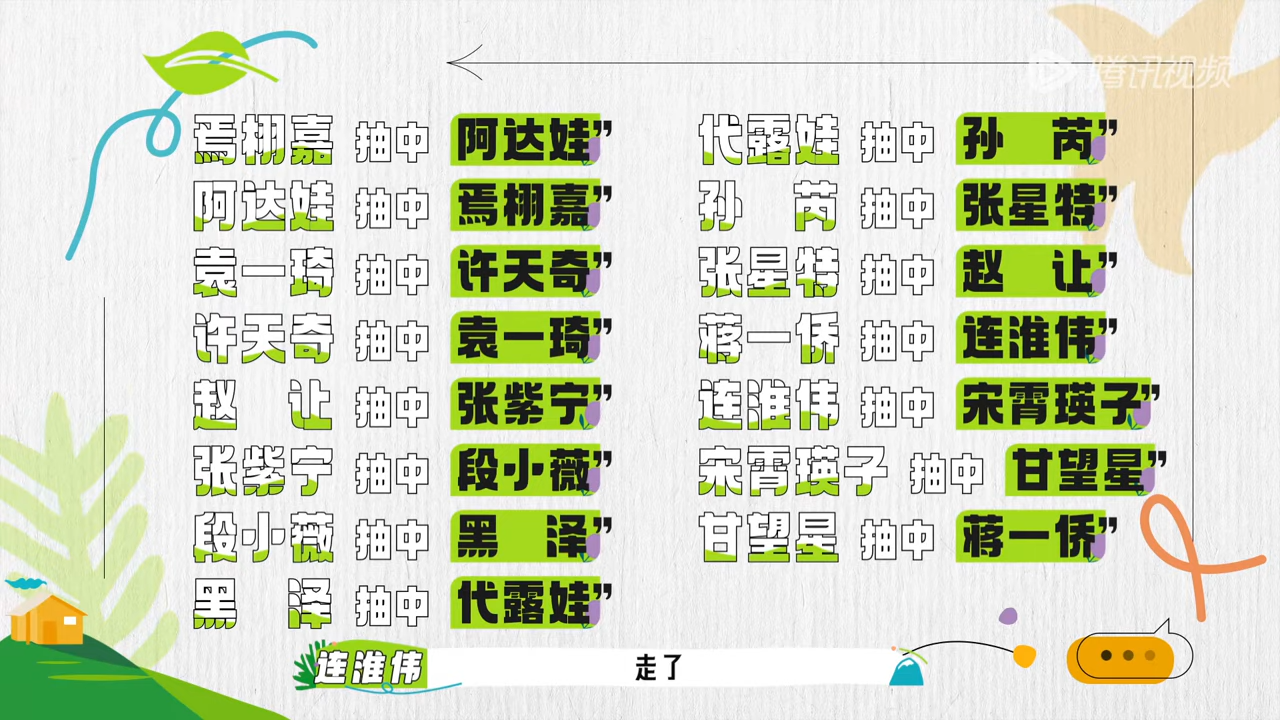 腾讯视频
焉栩嘉 抽中 阿达娃”
阿达娃 抽中 焉栩嘉”
袁一琦 抽中 许天奇”
许天奇 抽中 袁一琦”
赵 让 抽中 张紫宁”
张紫宁 抽中 段小薇”
段小薇 抽中 黑 泽”
黑 泽 抽中 代露娃”
代露娃 抽中 孙 芮”
孙 芮 抽中 张星特”
张星特 抽中 赵 让”
蒋一侨 抽中 连淮伟”
连淮伟 抽中 宋霄瑛子”
宋霄瑛子 抽中 甘望星”
甘望星 抽中 蒋一侨”
连淮伟 走了